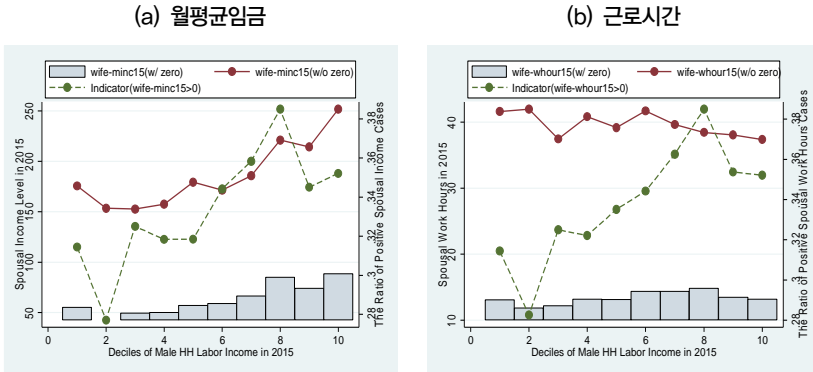 (a) 월평균임금
wife-minc15(w/ zero)
wife-minc15(w/o zero)
Indicator(wife-minc15>0)
Spousal Income Level in 2015
50
100
150
200
250
The Ratio of Positive Spousal Income Cases
.28
.3
.32
.34
.36
.38
0
2
4
6
8
10
Deciles of Male HH Labor Income in 2015
(b) 근로시간
wife-whour15(w/ zero)
wife-whour15(w/o zero)
Indicator(wife-whour15>0)
Spousal Work Hours in 2015
10
20
30
40
The Ratio of Positive Spousal Work Hours Cases
.28
.3
.32
.34
.36
.38
0
2
4
6
8
10
Deciles of Male HH Labor Income in 2015